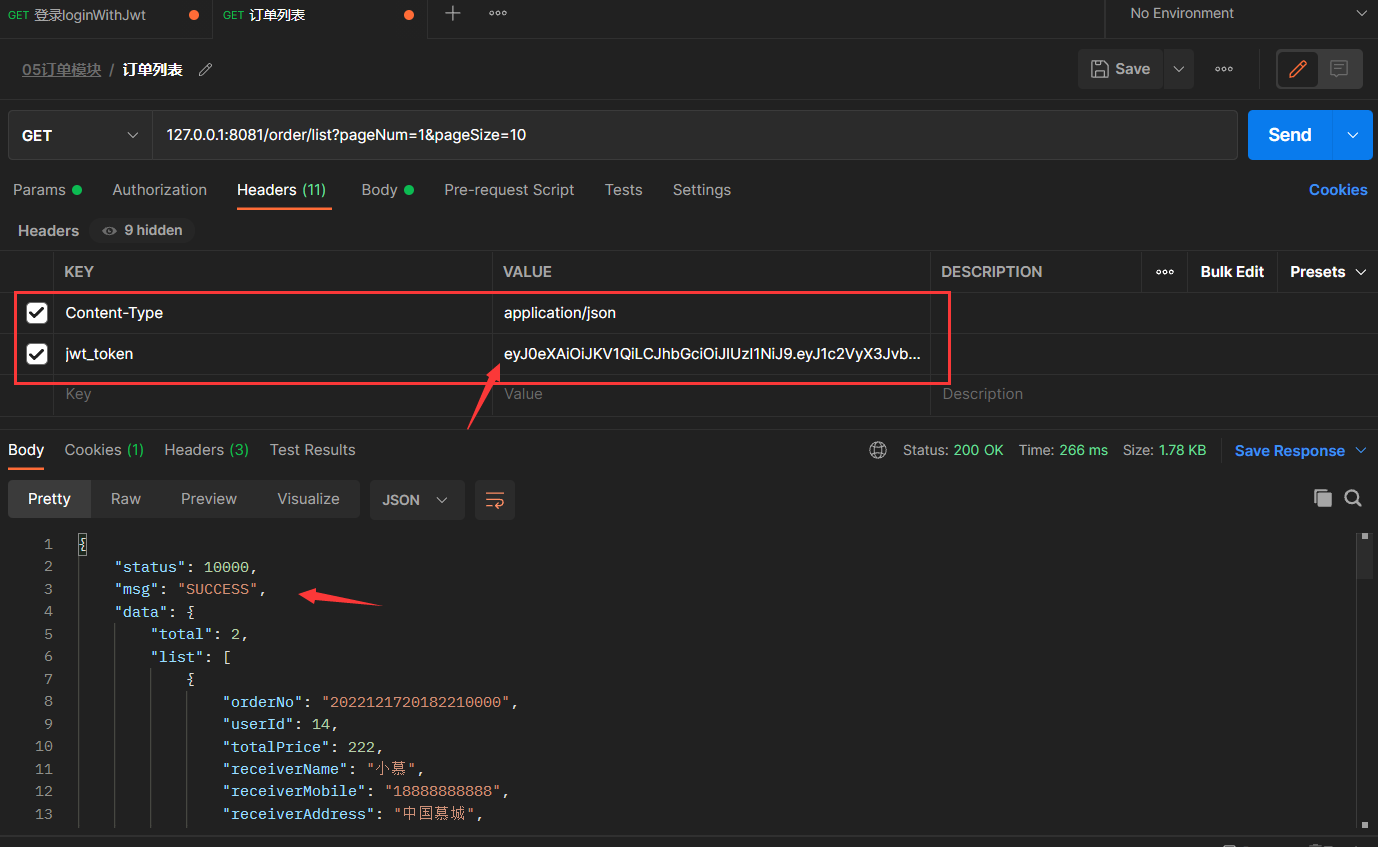 GET 登录loginWithJwt GET 订单列表 No Environment
05订单模块 / 订单列表 Save
GET 127.0.0.1:8081/order/list?pageNum=1&pageSize=10 Send
Params Authorization Headers (11) Body Pre-request Script Tests Settings Cookies
Headers 9 hidden
KEY VALUE DESCRIPTION Bulk Edit Presets
Content-Type application/json
jwt_token eyJ0eXAiOiJKV1QiLCJhbGciOiJIUzI1NiJ9.eyJ1c2VyX3Jvb...
Key Value Description
Body Cookies (1) Headers (3) Test Results Status: 200 OK Time: 266 ms Size: 1.78 KB Save Response
Pretty Raw Preview Visualize JSON
1 {
2 "status": 10000,
3 "msg": "SUCCESS",
4 "data": {
5 "total": 2,
6 "list": [
7 {
8 "orderNo": "2022121720182210000",
9 "userId": 14,
10 "totalPrice": 222,
11 "receiverName": "小慕",
12 "receiverMobile": "18888888888",
13 "receiverAddress": "中国慕城",